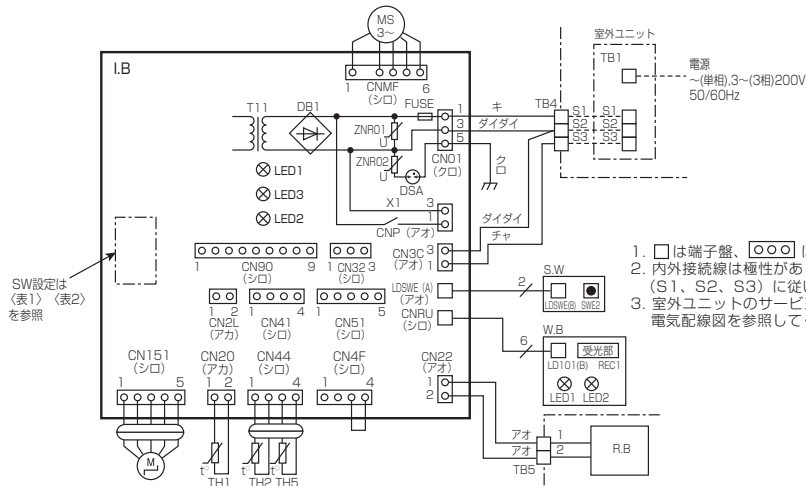 MS
3～
室外ユニット
TB1
電源
～(単相),3～(3相)200V
50/60Hz
I.B
1 CNMF 6
(シロ)
T11
DB1
FUSE
ZNR01
U
ZNR02
U
DSA
1
3
5
CN01
(クロ)
キ
ダイダイ
クロ
TB4
S1 S1
S2 S2
S3 S3
LED1
LED3
LED2
X1
3
1
CNP (アオ)
ダイダイ
チャ
CN3C
(アオ)
3
1
SW設定は
〈表1〉〈表2〉
を参照
1 CN90 9
(シロ)
1 CN32 3
(シロ)
LDSWE (A)
(アオ)
CNRU
(シロ)
2
S.W
LDSWE(B) SWE2
6
W.B
受光部
LD101(B) REC1
LED1 LED2
1 2
CN2L
(アカ)
1 4
CN41
(シロ)
1 5
CN51
(シロ)
CN151
(シロ)
1 5
CN20
(アカ)
1 2
CN44
(シロ)
1 4
CN4F
(シロ)
1 4
CN22
(アオ)
1
2
M
t°
TH1
t°
TH2
t°
TH5
アオ 1
アオ 2
TB5
R.B
1. □は端子盤、
2. 内外接続線は極性があ
(S1、S2、S3) に従い
3. 室外ユニットのサービス
電気配線図を参照して